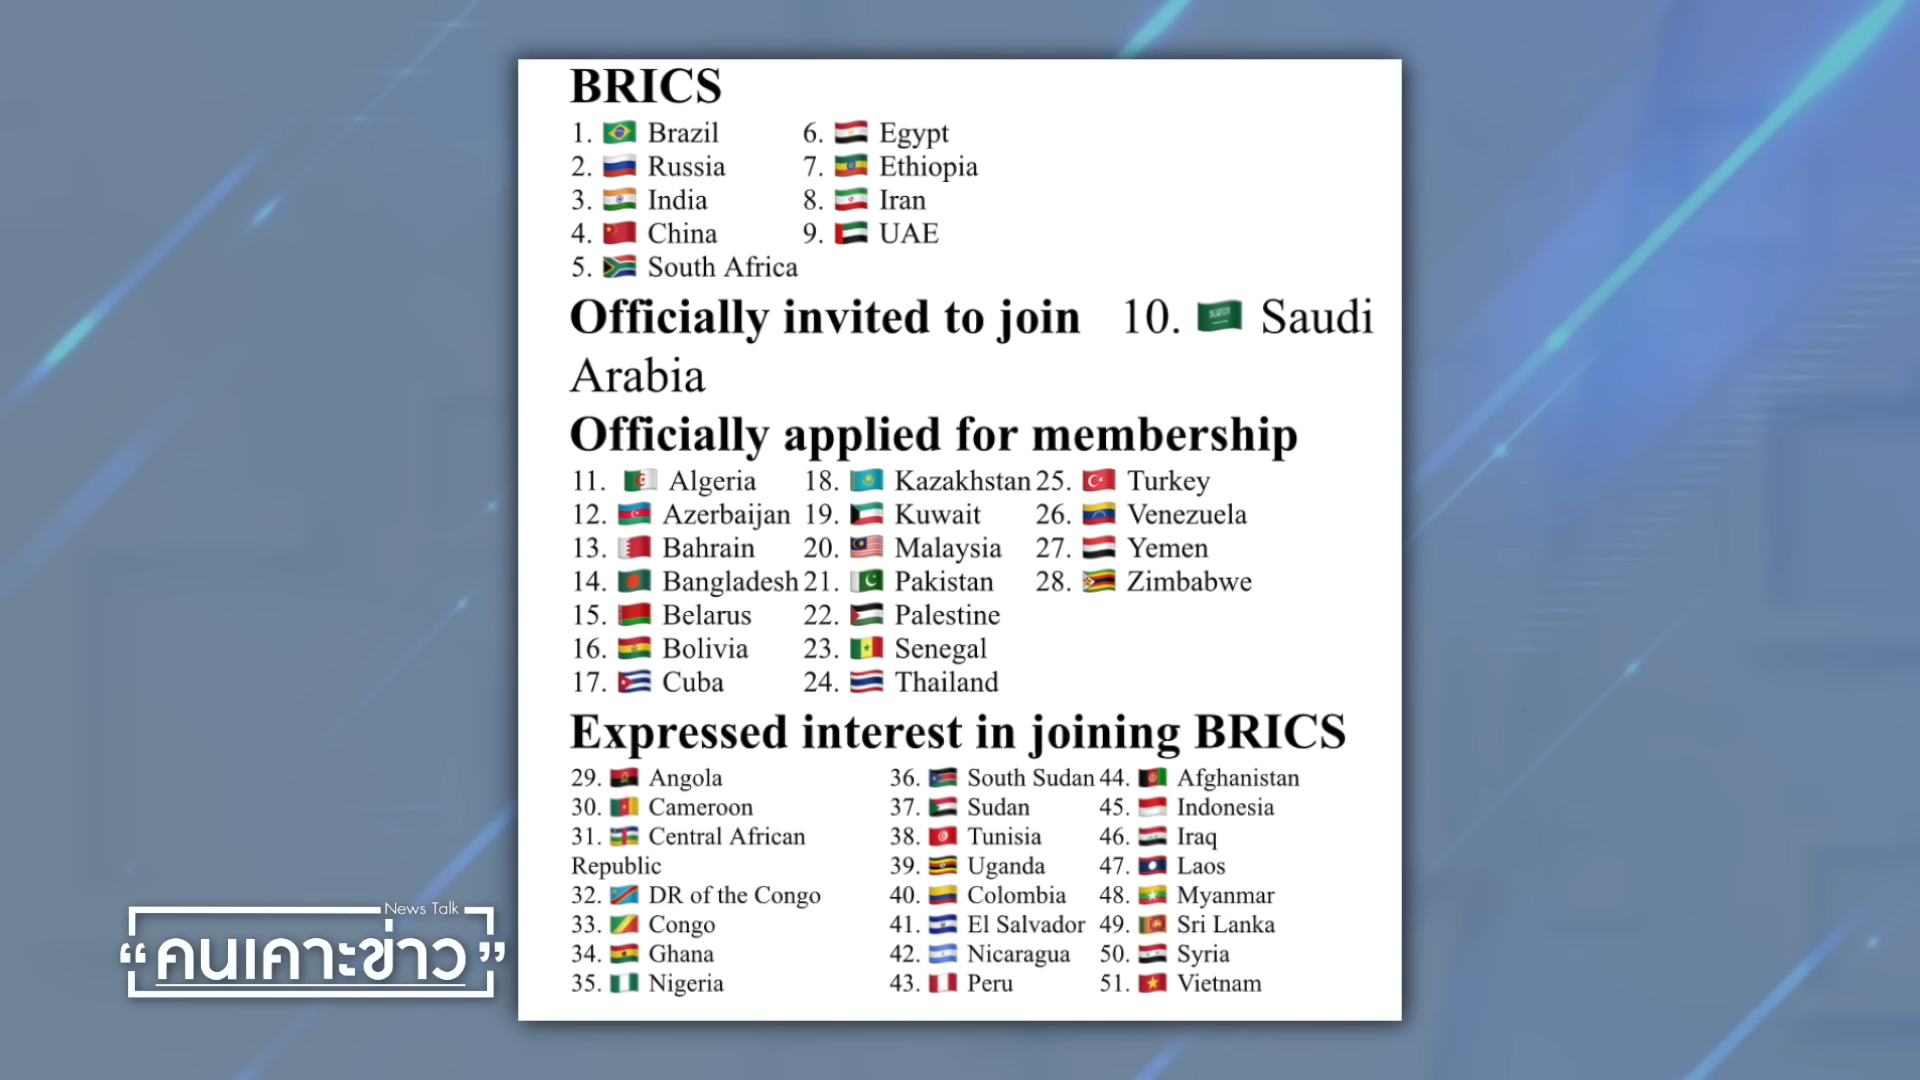 BRICS
1. Brazil 6. Egypt
2. Russia 7. Ethiopia
3. India 8. Iran
4. China 9. UAE
5. South Africa
Officially invited to join 10. Saudi
Arabia
Officially applied for membership
11. Algeria 18. Kazakhstan 25. Turkey
12. Azerbaijan 19. Kuwait 26. Venezuela
13. Bahrain 20. Malaysia 27. Yemen
14. Bangladesh 21. Pakistan 28. Zimbabwe
15. Belarus 22. Palestine
16. Bolivia 23. Senegal
17. Cuba 24. Thailand
Expressed interest in joining BRICS
29. Angola 36. South Sudan 44. Afghanistan
30. Cameroon 37. Sudan 45. Indonesia
31. Central African 38. Tunisia 46. Iraq
Republic 39. Uganda 47. Laos
32. DR of the Congo 40. Colombia 48. Myanmar
33. Congo 41. El Salvador 49. Sri Lanka
34. Ghana 42. Nicaragua 50. Syria
35. Nigeria 43. Peru 51. Vietnam
News Talk
“คนเคาะข่าว”